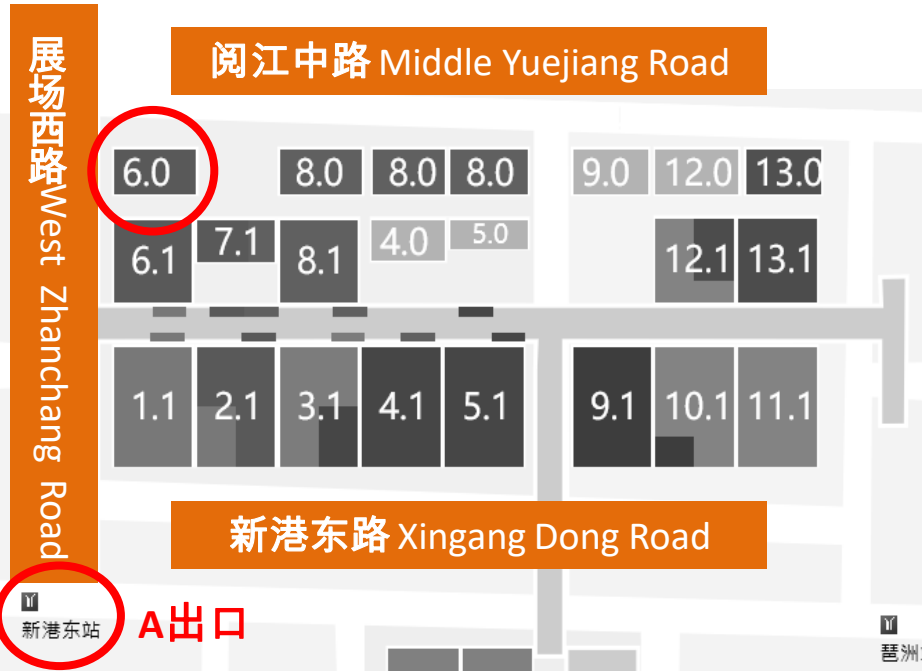 展场西路West Zhanchang Road
阅江中路 Middle Yuejiang Road
6.0 8.0 8.0 8.0 9.0 12.0 13.0
6.1 7.1 8.1 4.0 5.0 12.1 13.1
1.1 2.1 3.1 4.1 5.1 9.1 10.1 11.1
新港东路 Xingang Dong Road
新港东站 A出口
琶洲